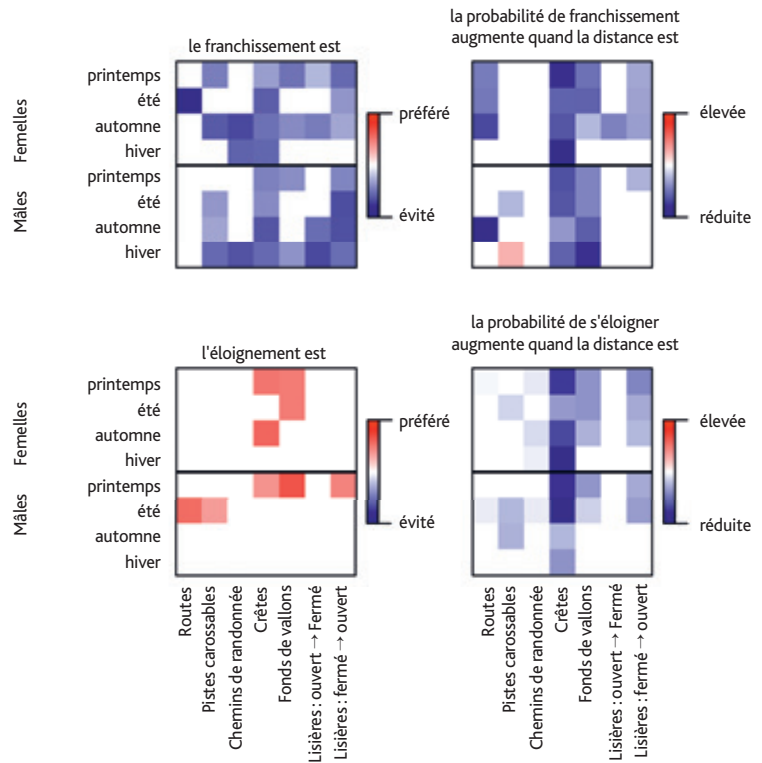 le franchissement est
la probabilité de franchissement
augmente quand la distance est
Femelles
printemps
été
automne
hiver
Mâles
printemps
été
automne
hiver
préféré
évité
élevée
réduite
l'éloignement est
la probabilité de s'éloigner
augmente quand la distance est
Femelles
printemps
été
automne
hiver
Mâles
printemps
été
automne
hiver
préféré
évité
élevée
réduite
Routes
Pistes carossables
Chemins de randonnée
Crêtes
Fonds de vallons
Lisières : ouvert → Fermé
Lisières : fermé → ouvert
Routes
Pistes carossables
Chemins de randonnée
Crêtes
Fonds de vallons
Lisières : ouvert → Fermé
Lisières : fermé → ouvert